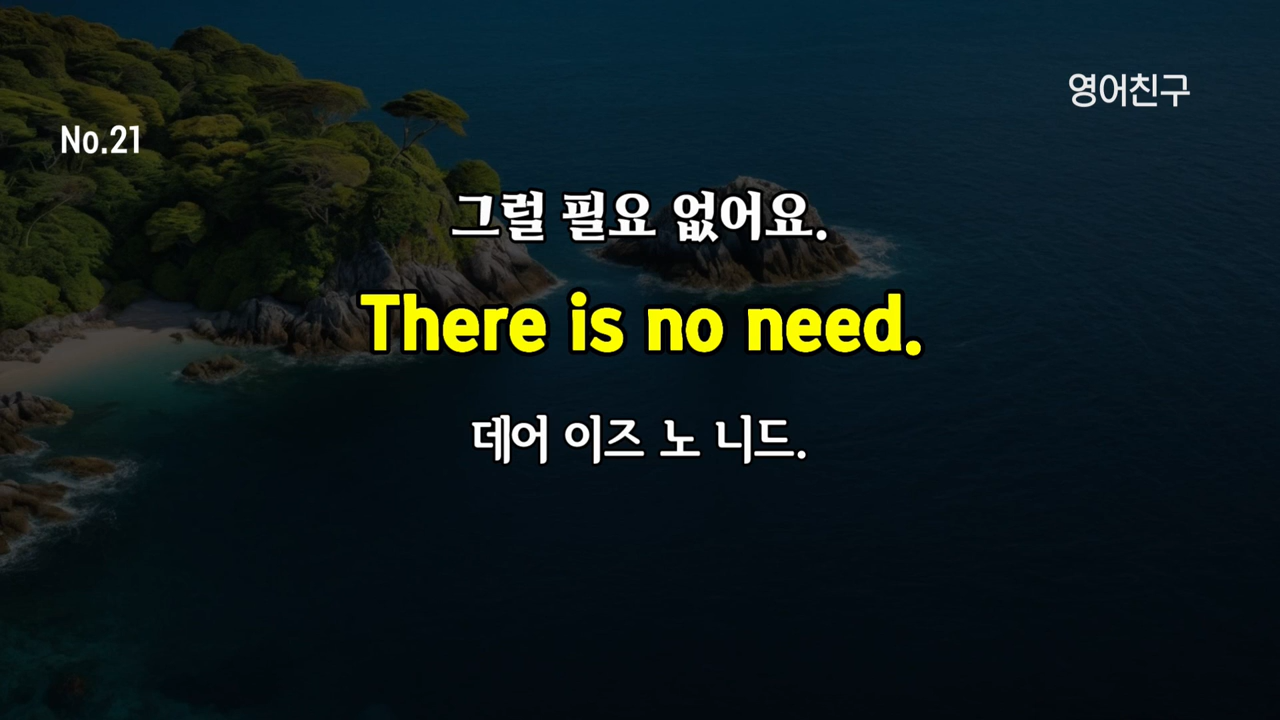 영어친구
No.21
그럴 필요 없어요.
There is no need.
데어 이즈 노 니드.